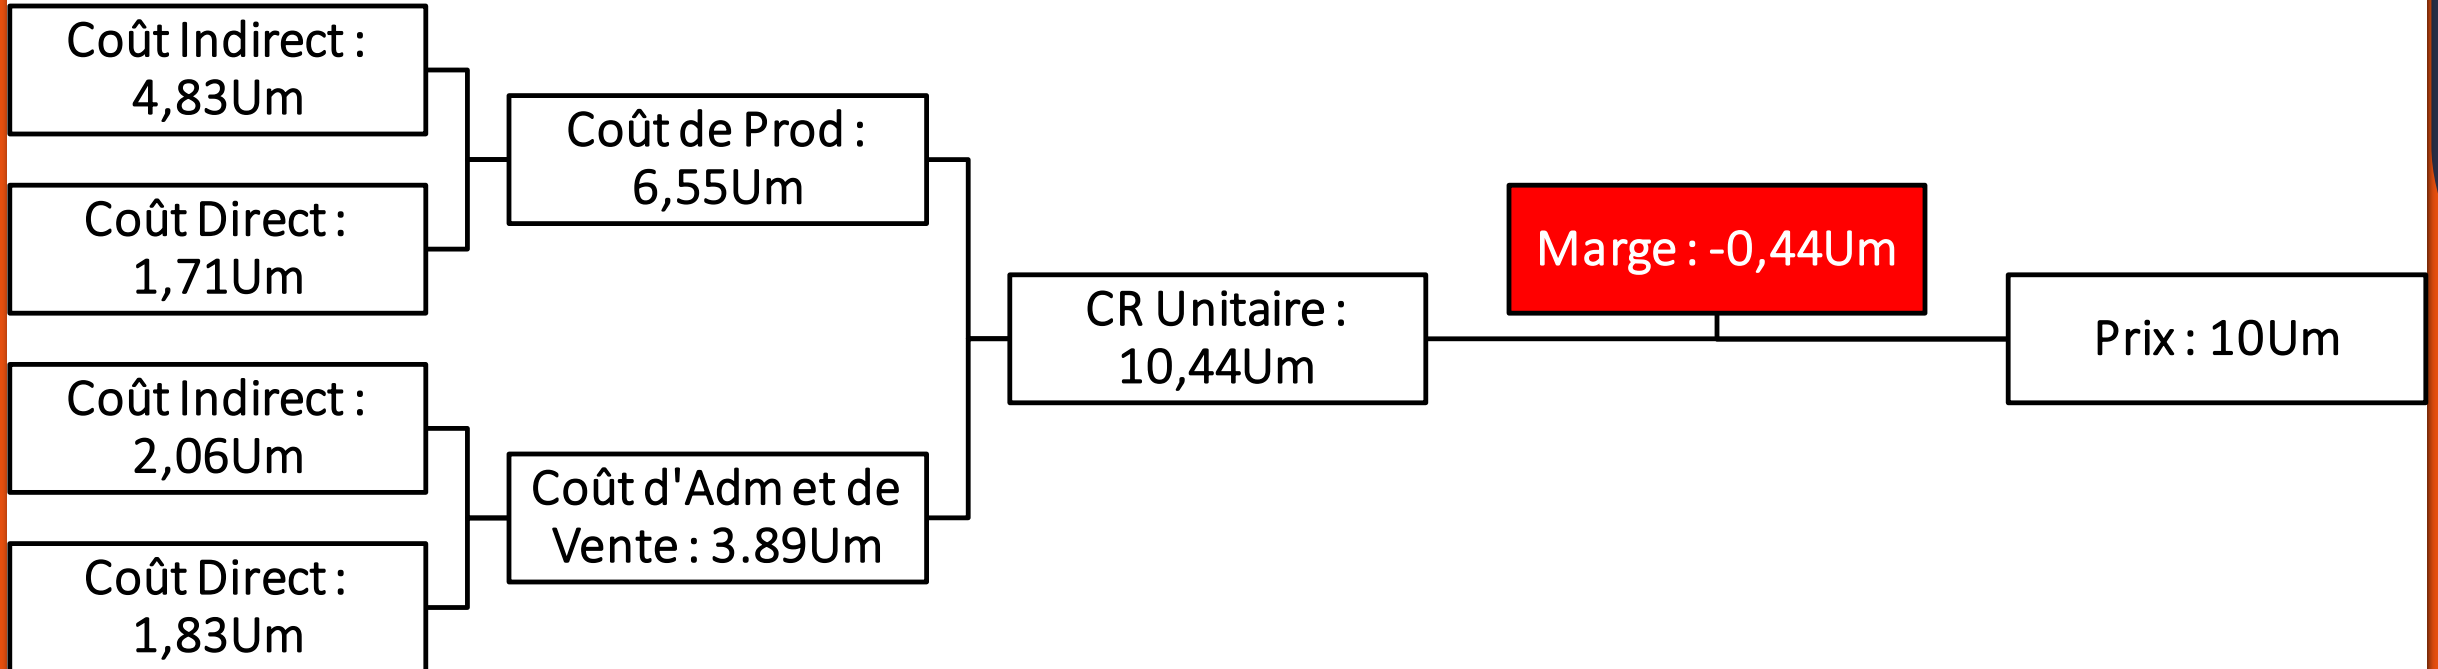 Coût Indirect :
4,83Um
Coût Direct :
1,71Um
Coût Indirect :
2,06Um
Coût Direct :
1,83Um
Coût de Prod :
6,55Um
Coût d'Adm et de
Vente : 3.89Um
CR Unitaire :
10,44Um
Marge : -0,44Um
Prix : 10Um